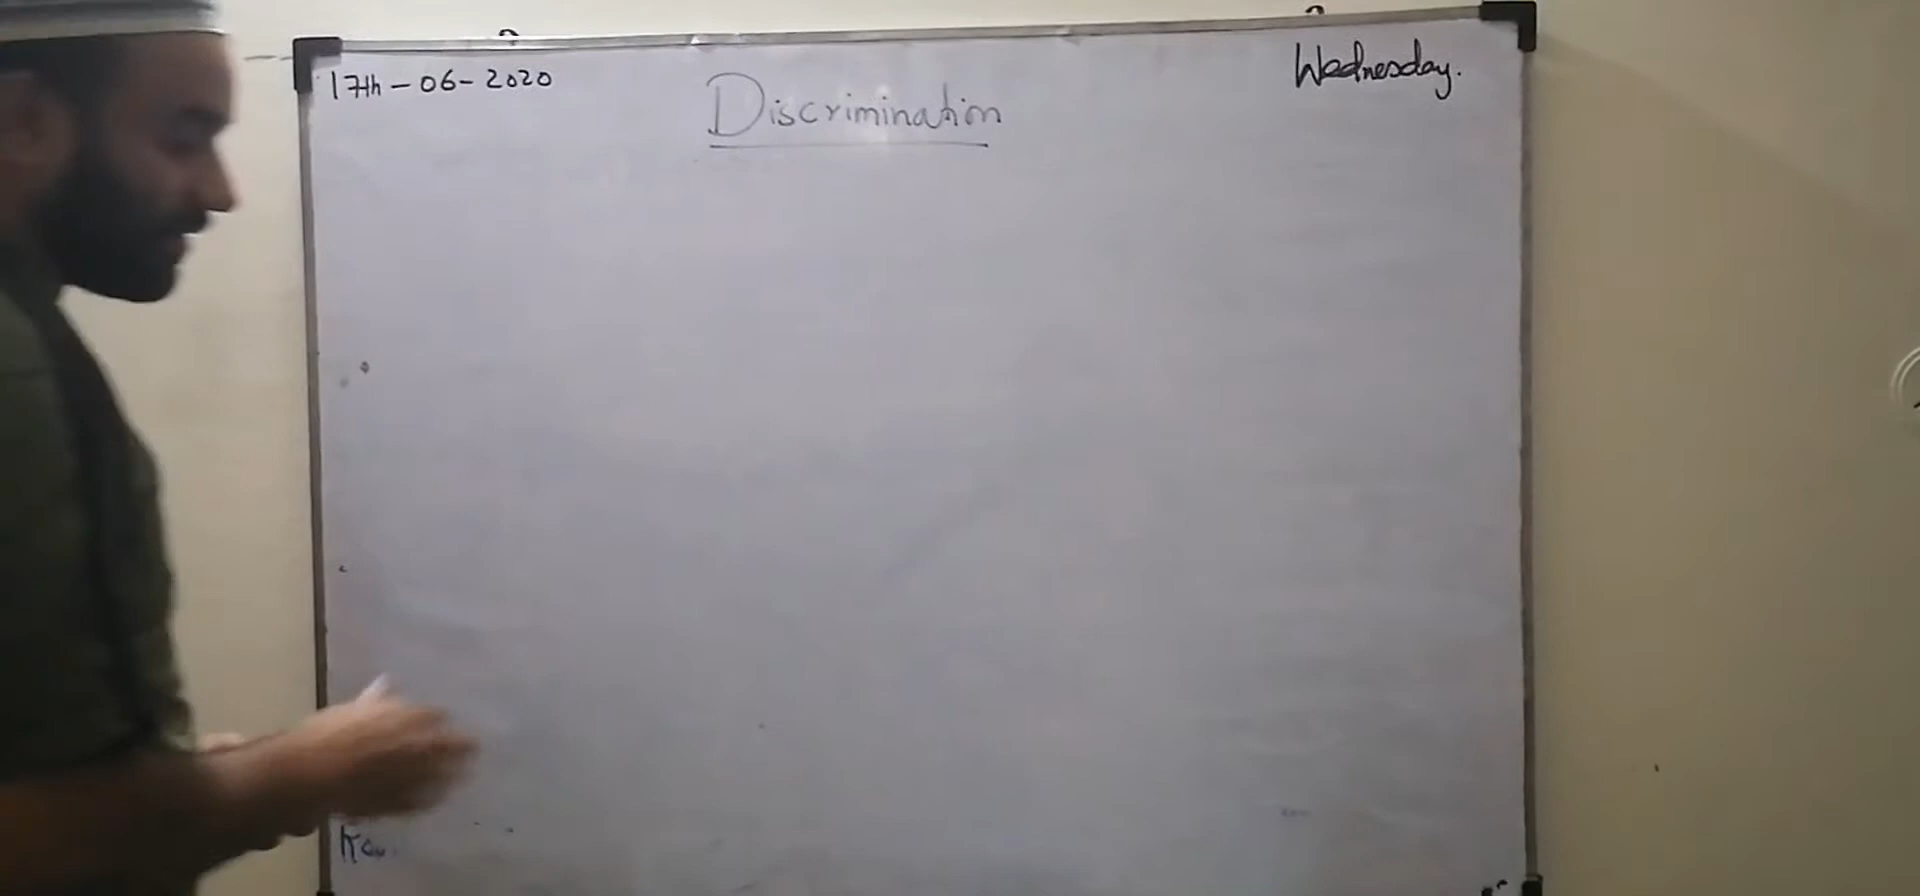 17th - 06 - 2020
Discrimination
Wednesday.